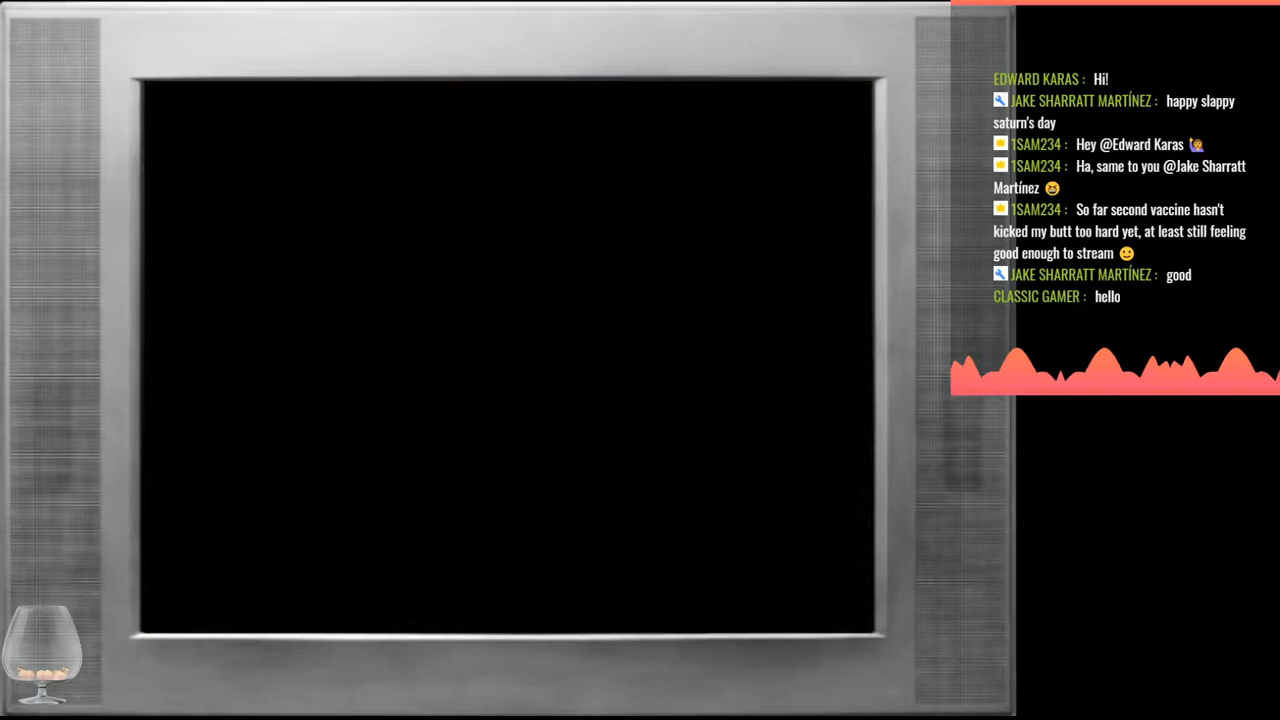 EDWARD KARAS : Hi!
JAKE SHARRATT MARTÍNEZ : happy slappy
saturn's day
1SAM234 : Hey @Edward Karas 🙋🏽
1SAM234 : Ha, same to you @Jake Sharratt
Martínez 😆
1SAM234 : So far second vaccine hasn't
kicked my butt too hard yet, at least still feeling
good enough to stream 🙂
JAKE SHARRATT MARTÍNEZ : good
CLASSIC GAMER : hello